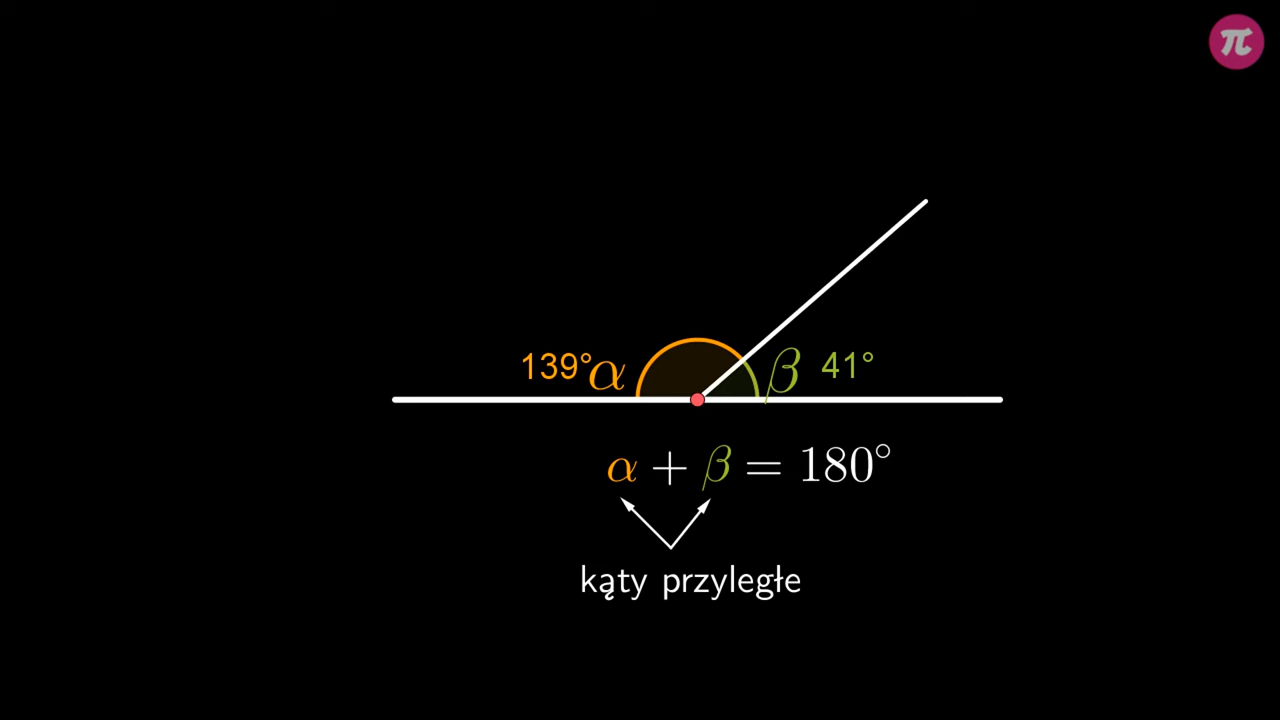 π
139° α β 41°
α + β = 180°
kąty przyległe